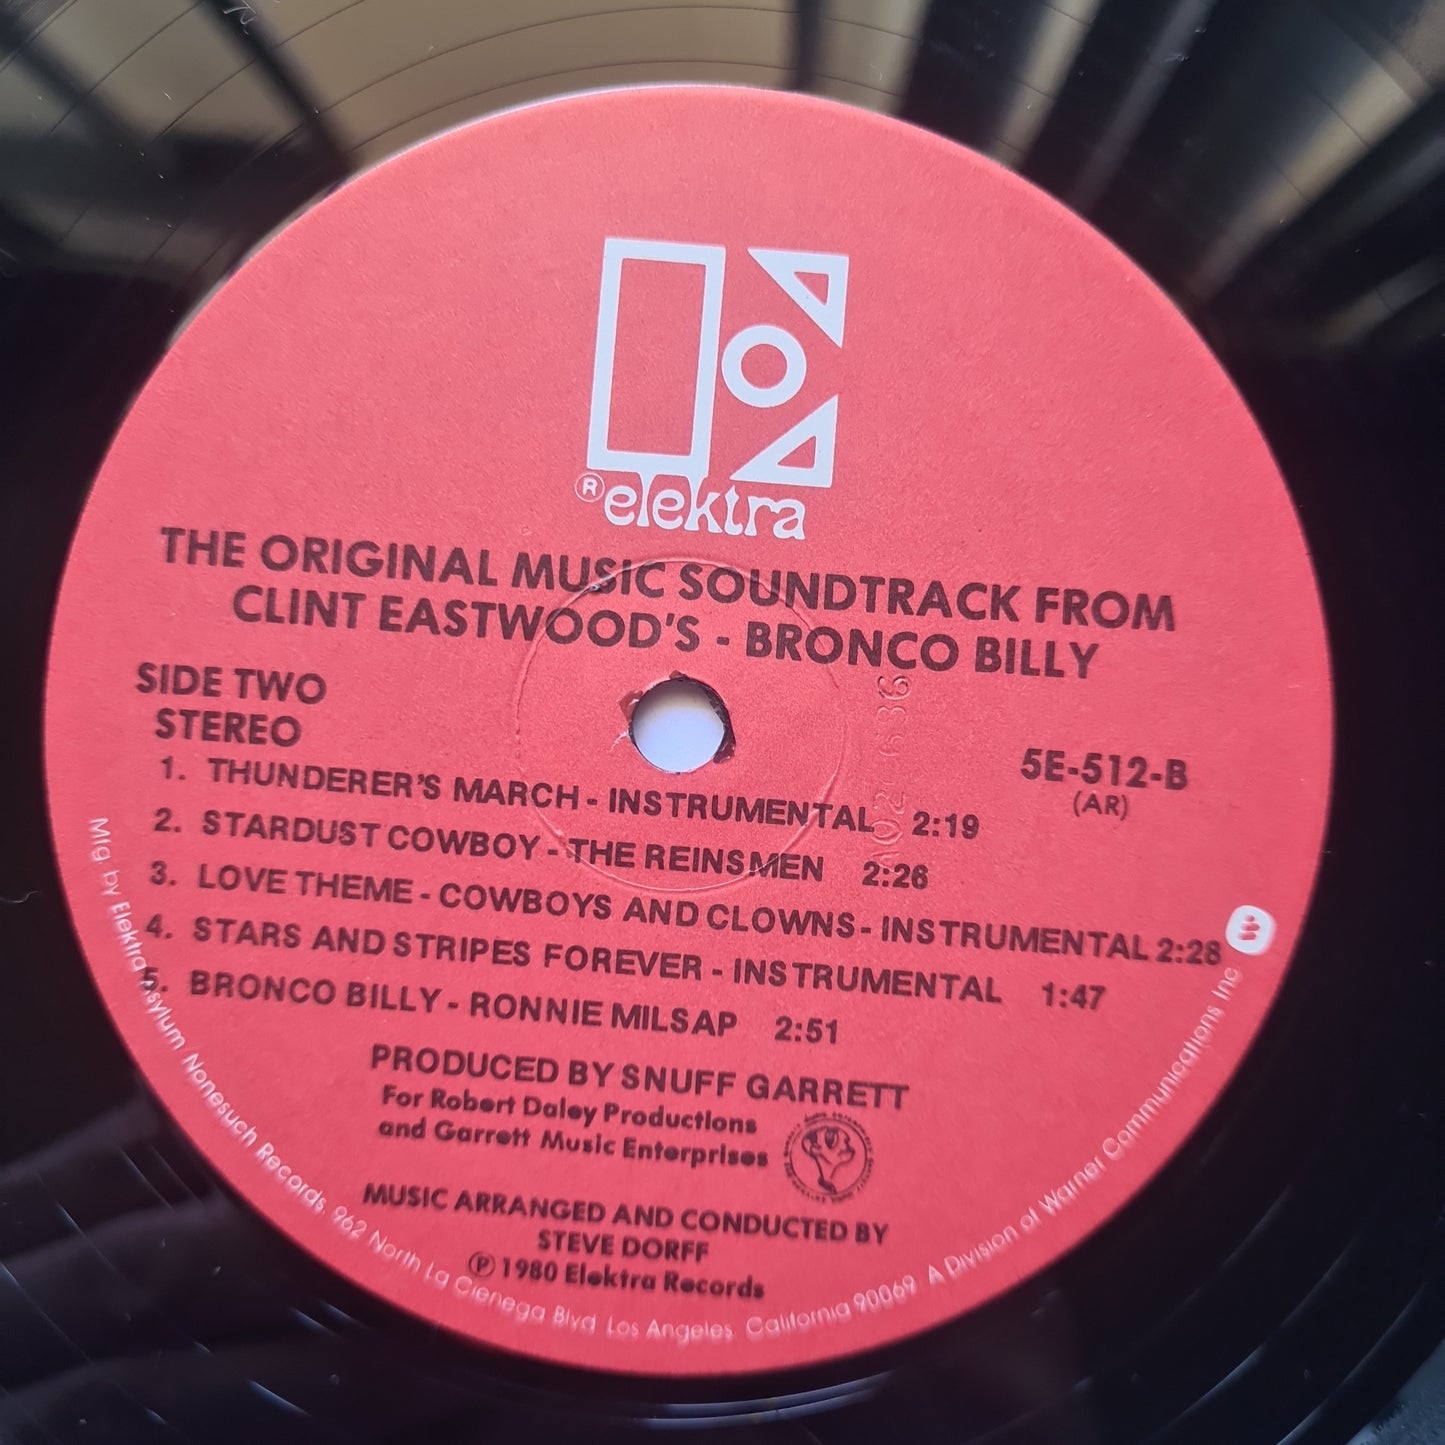 ® elektra
THE ORIGINAL MUSIC SOUNDTRACK FROM
CLINT EASTWOOD'S - BRONCO BILLY
SIDE TWO
STEREO
5E-512-B
(AR)
1. THUNDERER'S MARCH - INSTRUMENTAL 2:19
2. STARDUST COWBOY - THE REINSMEN 2:26
3. LOVE THEME - COWBOYS AND CLOWNS - INSTRUMENTAL 2:28
4. STARS AND STRIPES FOREVER - INSTRUMENTAL 1:47
5. BRONCO BILLY - RONNIE MILSAP 2:51
PRODUCED BY SNUFF GARRETT
For Robert Daley Productions
and Garrett Music Enterprises
MUSIC ARRANGED AND CONDUCTED BY
STEVE DORFF
Ⓟ 1980 Elektra Records
Mfg. by Elektra/Asylum/Nonesuch Records, 962 North La Cienega Blvd. Los Angeles, California 90069 A Division of Warner Communications Inc